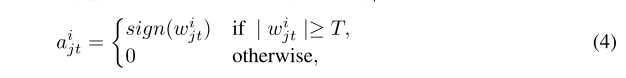 a^i_{jt} = { sign(w^i_{jt}) if | w^i_{jt} |≥ T,
0 otherwise, (4)